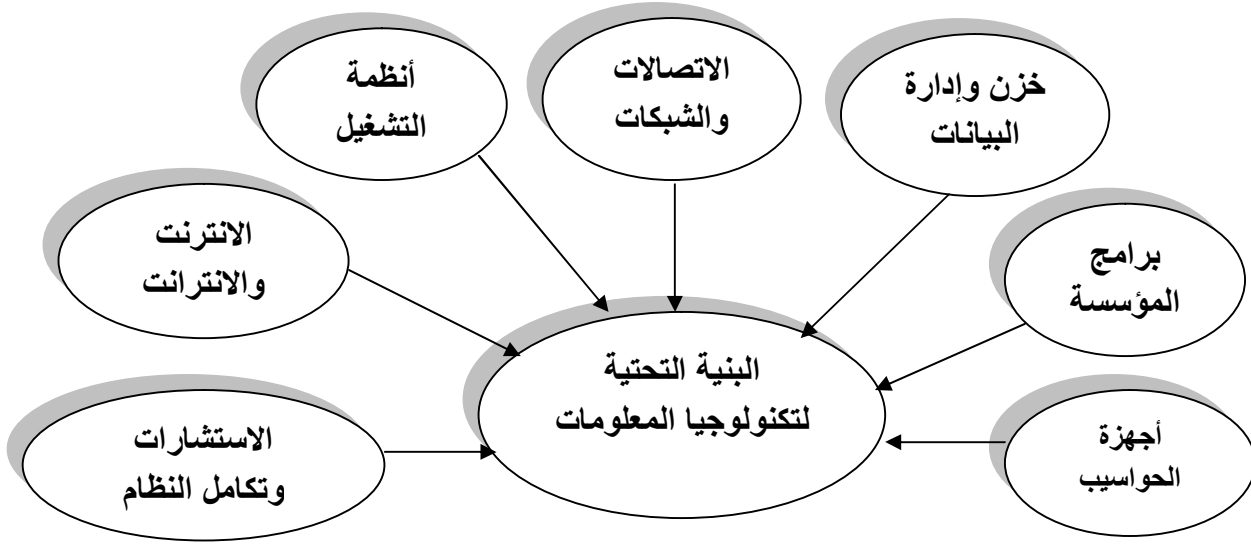 الاتصالات
والشبكات
خزن وإدارة
البيانات
أنظمة
التشغيل
برامج
المؤسسة
الانترنت
والانترانت
البنية التحتية
لتكنولوجيا المعلومات
أجهزة
الحواسيب
الاستشارات
وتكامل النظام